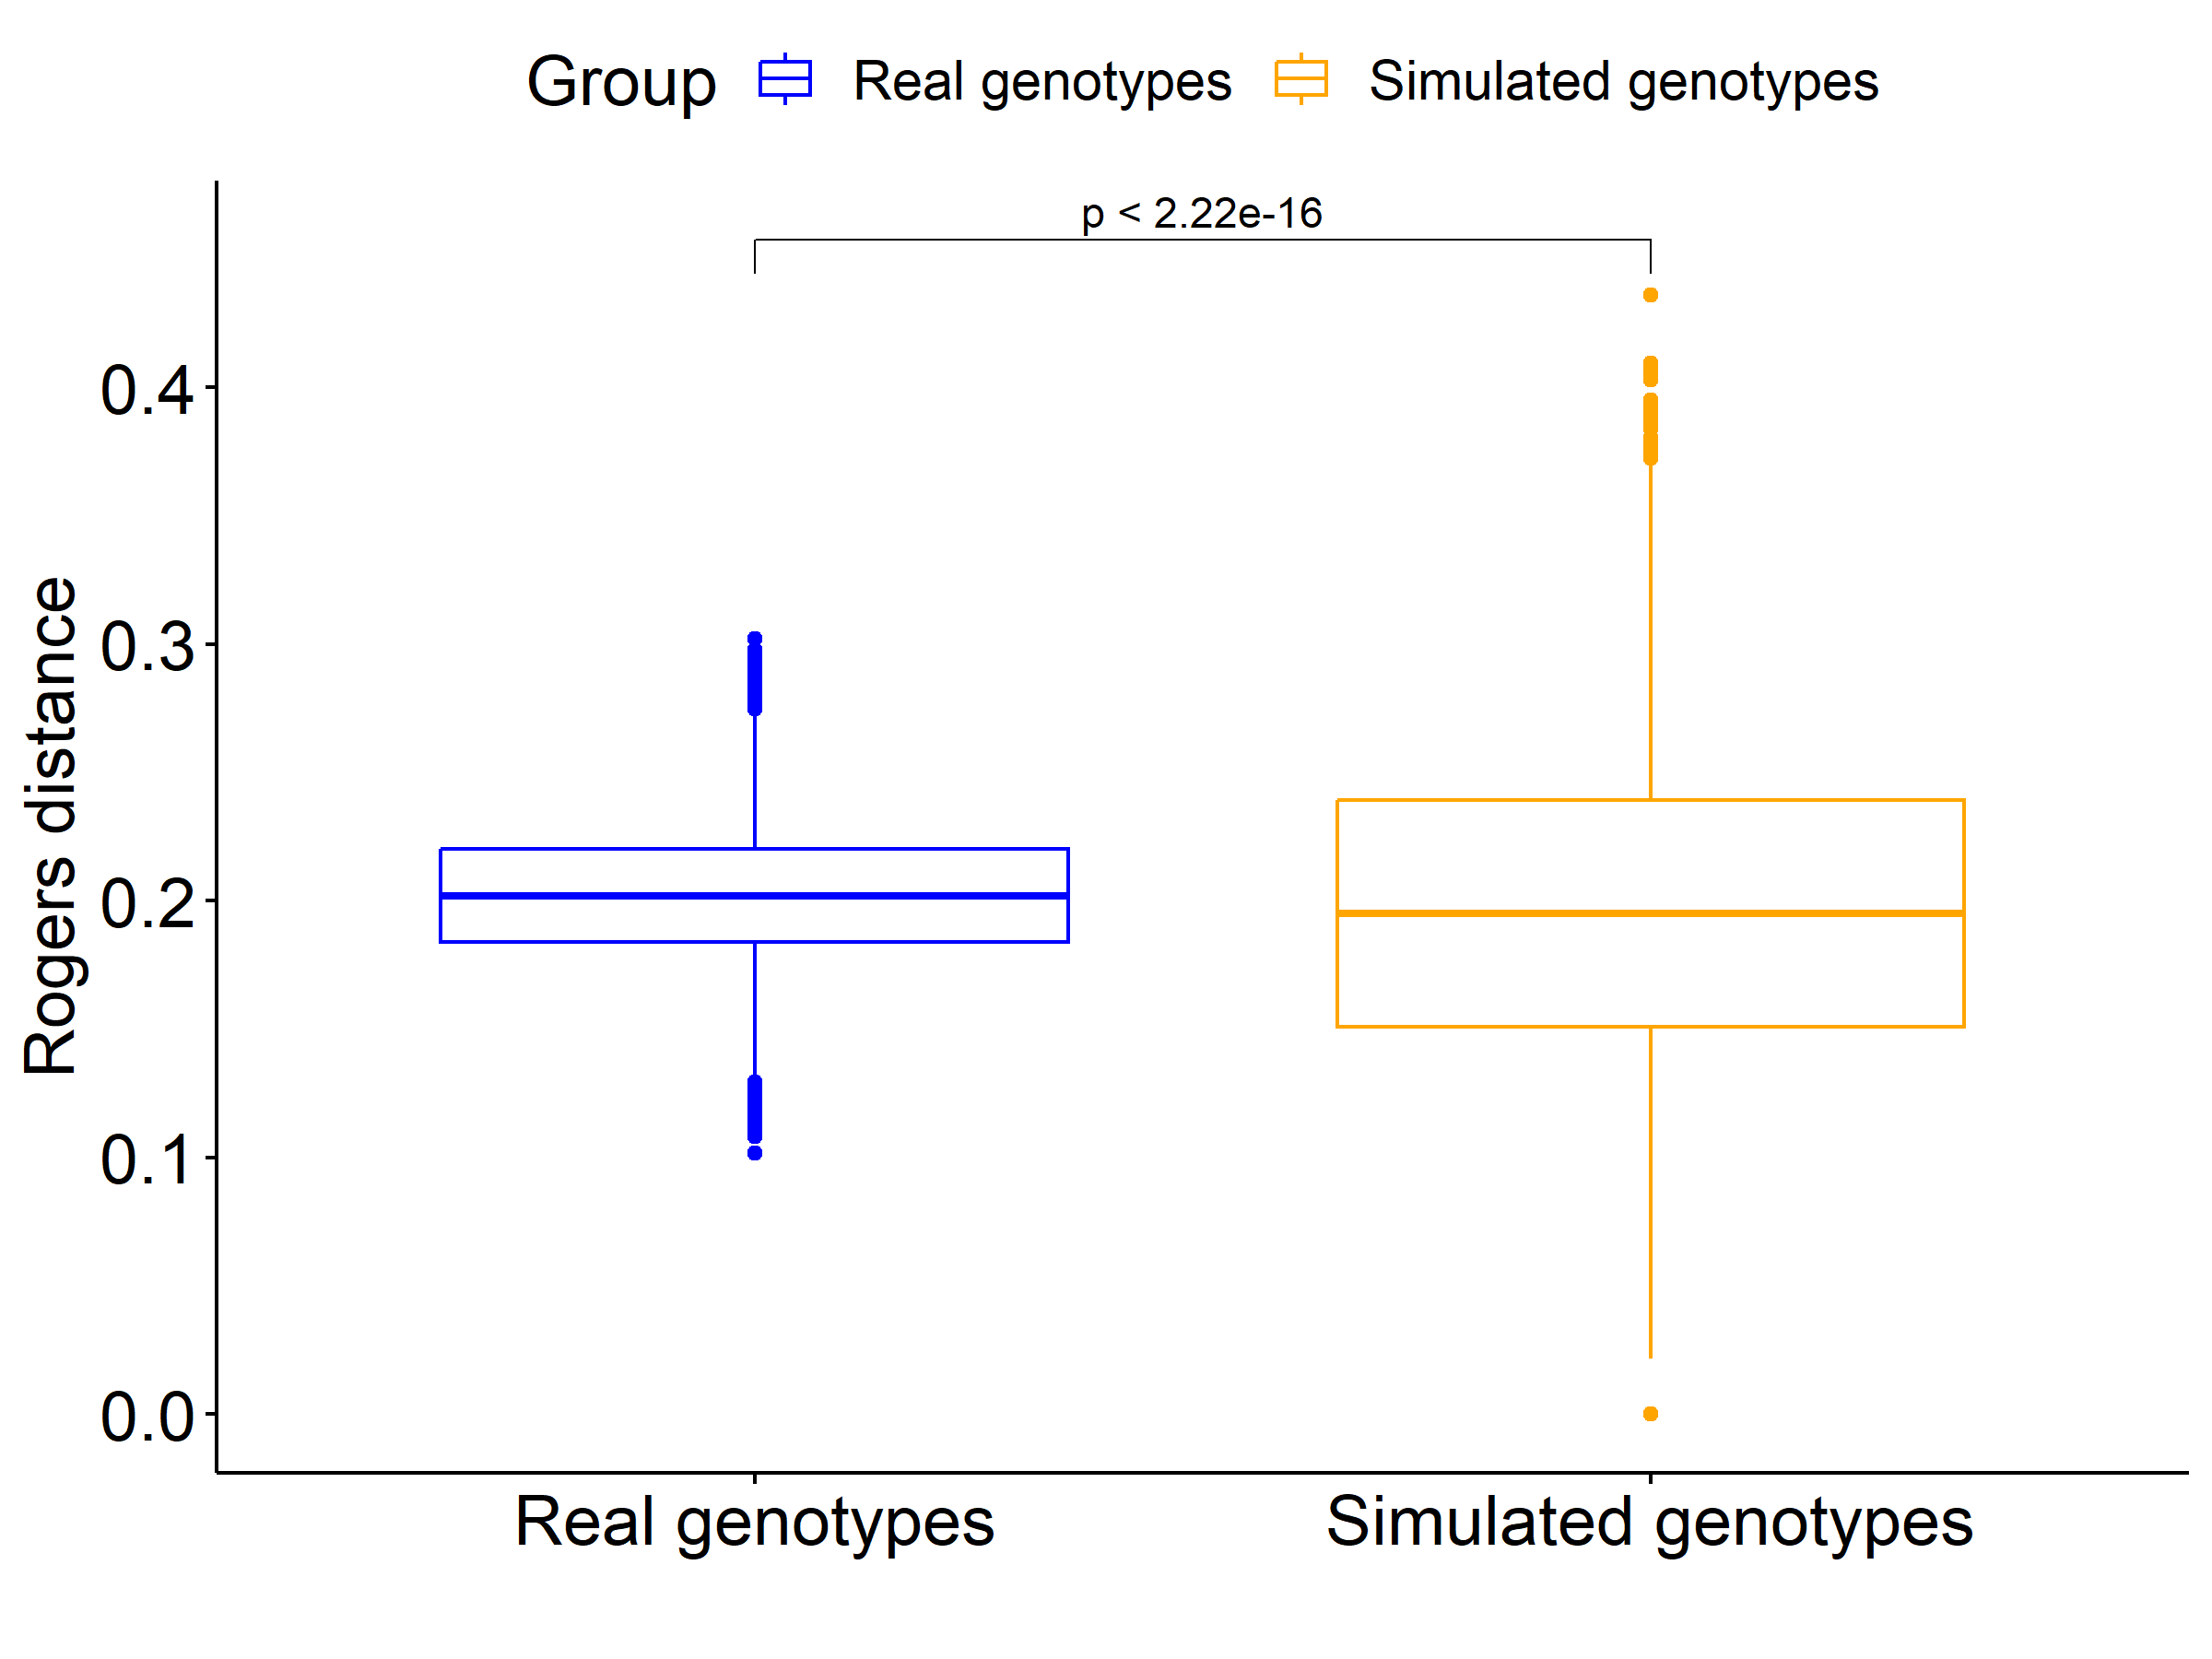 Group Real genotypes Simulated genotypes
p < 2.22e-16
Rogers distance
0.4
0.3
0.2
0.1
0.0
Real genotypes Simulated genotypes